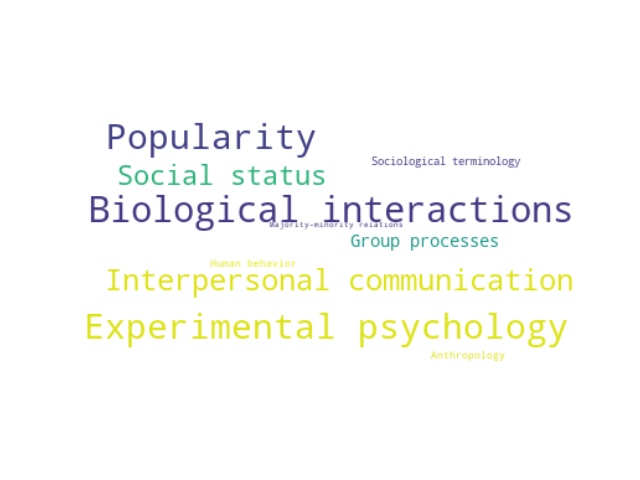 Popularity
Sociological terminology
Social status
Biological interactions
Majority-minority relations
Group processes
Human behavior
Interpersonal communication
Experimental psychology
Anthropology